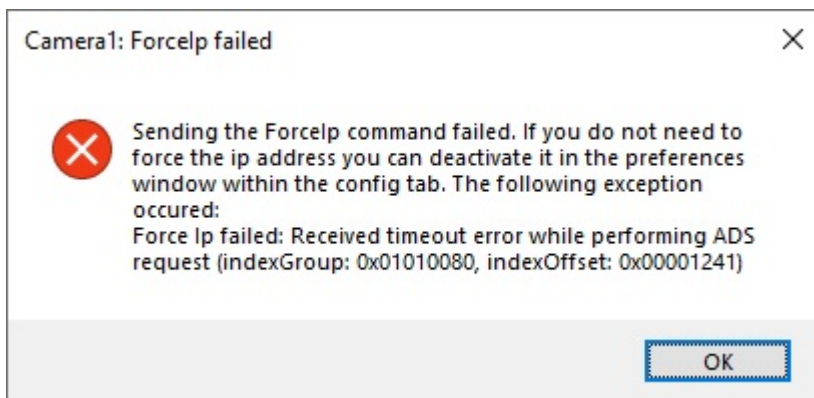 Camera1: ForceIp failed
Sending the ForceIp command failed. If you do not need to
force the ip address you can deactivate it in the preferences
window within the config tab. The following exception
occured:
Force Ip failed: Received timeout error while performing ADS
request (indexGroup: 0x01010080, indexOffset: 0x00001241)
OK